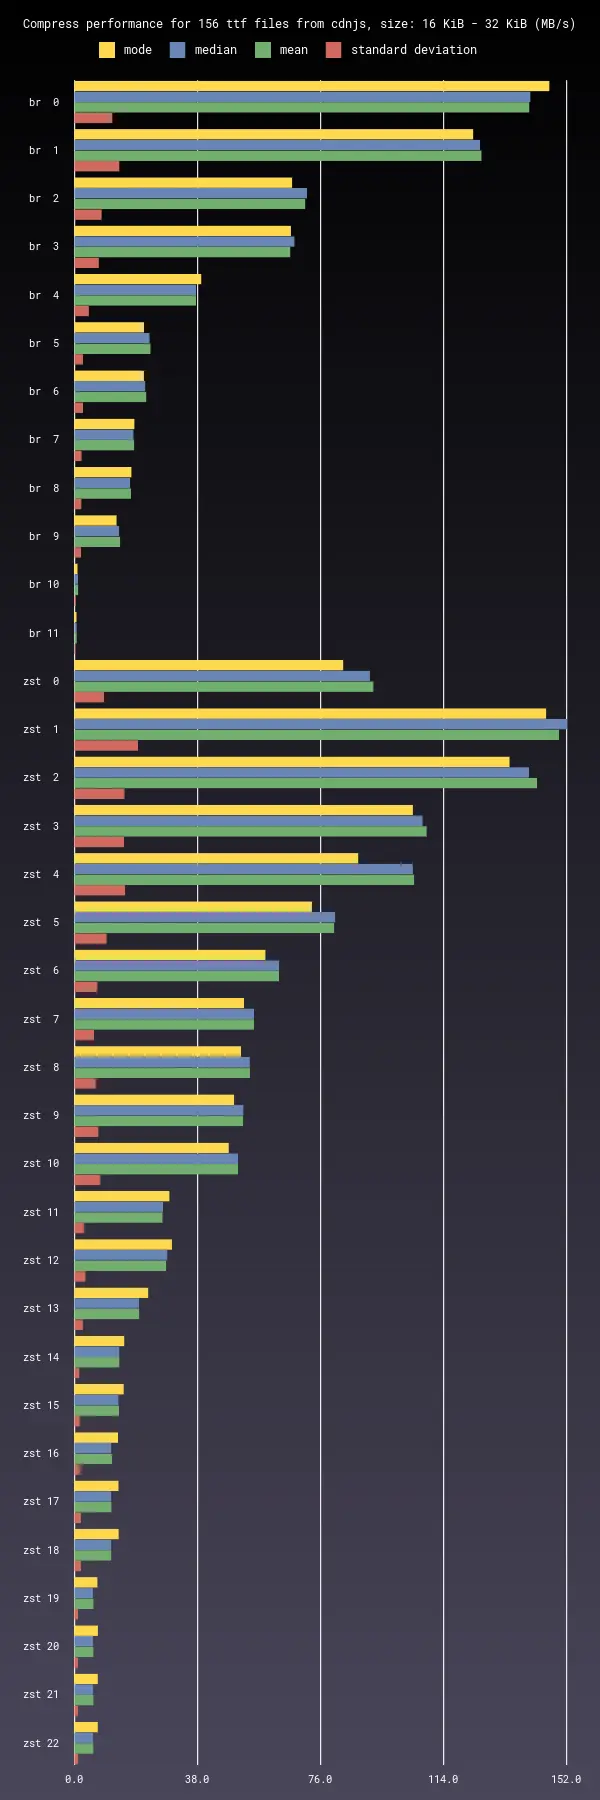 Compress performance for 156 ttf files from cdnjs, size: 16 KiB - 32 KiB (MB/s)
mode median mean standard deviation
br 0
br 1
br 2
br 3
br 4
br 5
br 6
br 7
br 8
br 9
br 10
br 11
zst 0
zst 1
zst 2
zst 3
zst 4
zst 5
zst 6
zst 7
zst 8
zst 9
zst 10
zst 11
zst 12
zst 13
zst 14
zst 15
zst 16
zst 17
zst 18
zst 19
zst 20
zst 21
zst 22
0.0 38.0 76.0 114.0 152.0